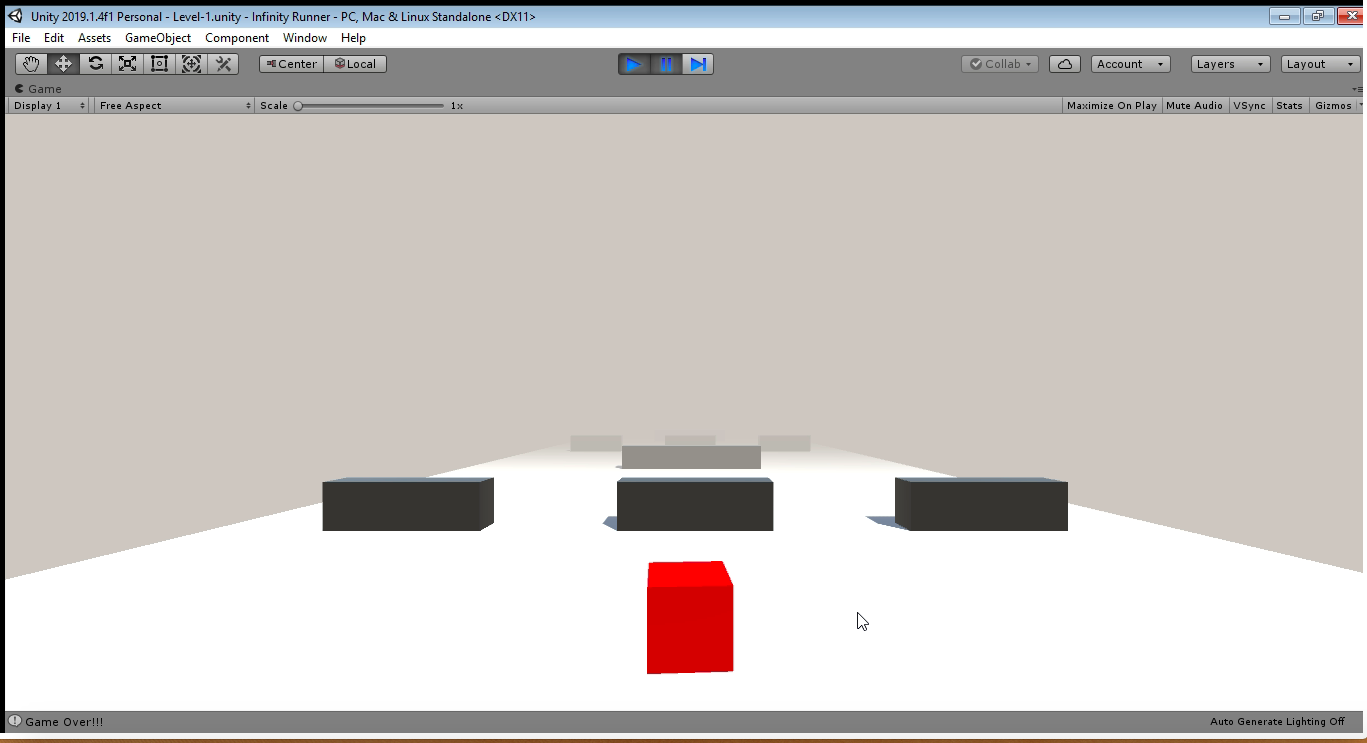 Unity 2019.1.4f1 Personal - Level-1.unity - Infinity Runner - PC, Mac & Linux Standalone <DX11>
File Edit Assets GameObject Component Window Help
Center Local Collab Account Layers Layout
Game
Display 1 Free Aspect Scale 1x Maximize On Play Mute Audio VSync Stats Gizmos
Game Over!!! Auto Generate Lighting Off